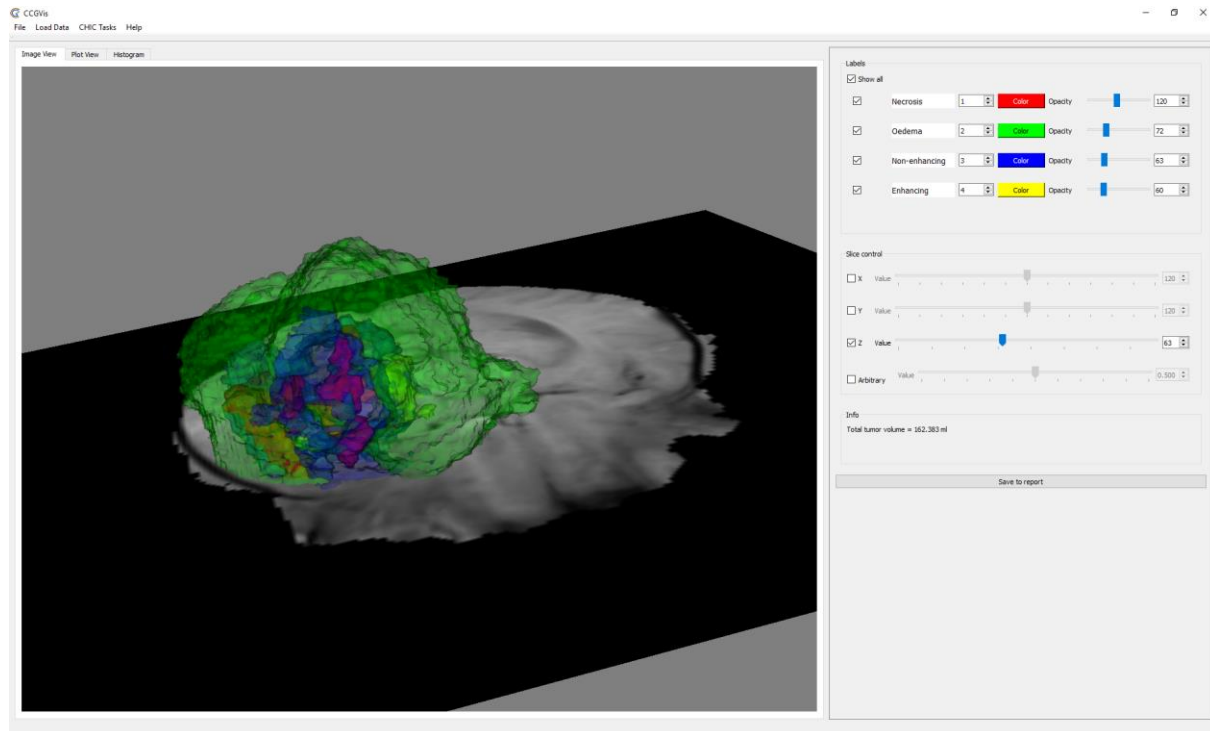 CCGVis
File Load Data CHIC Tasks Help
Image View Plot View Histogram
Labels
Show all
Necrosis 1 Color Opacity 120
Oedema 2 Color Opacity 72
Non-enhancing 3 Color Opacity 63
Enhancing 4 Color Opacity 60
Slice control
X Value 120
Y Value 120
Z Value 63
Arbitrary Value 0.500
Info
Total tumor volume = 162.383 ml
Save to report